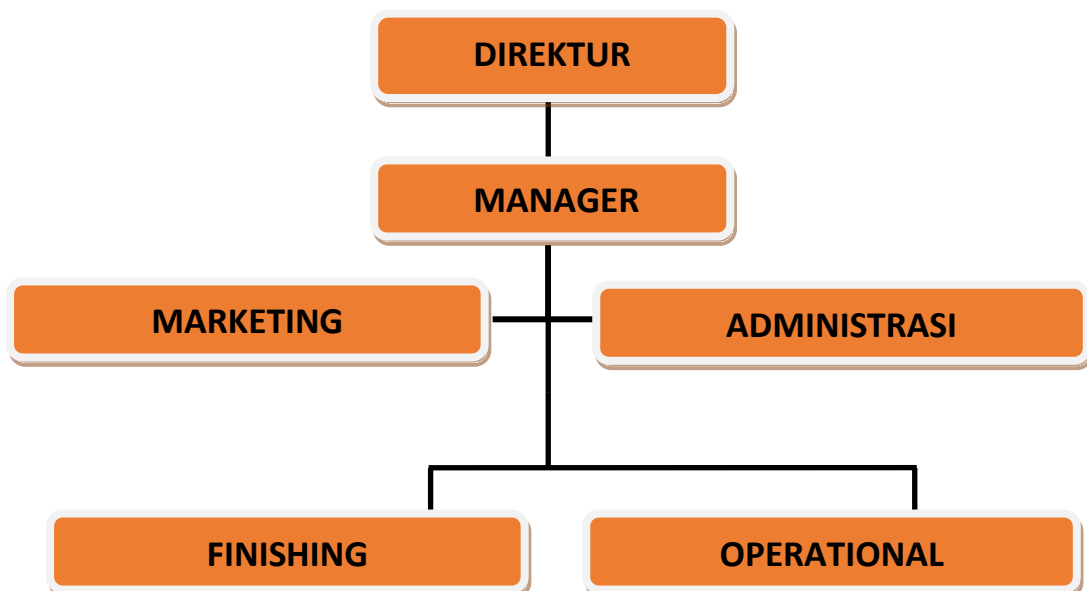 DIREKTUR
MANAGER
MARKETING
ADMINISTRASI
FINISHING
OPERATIONAL